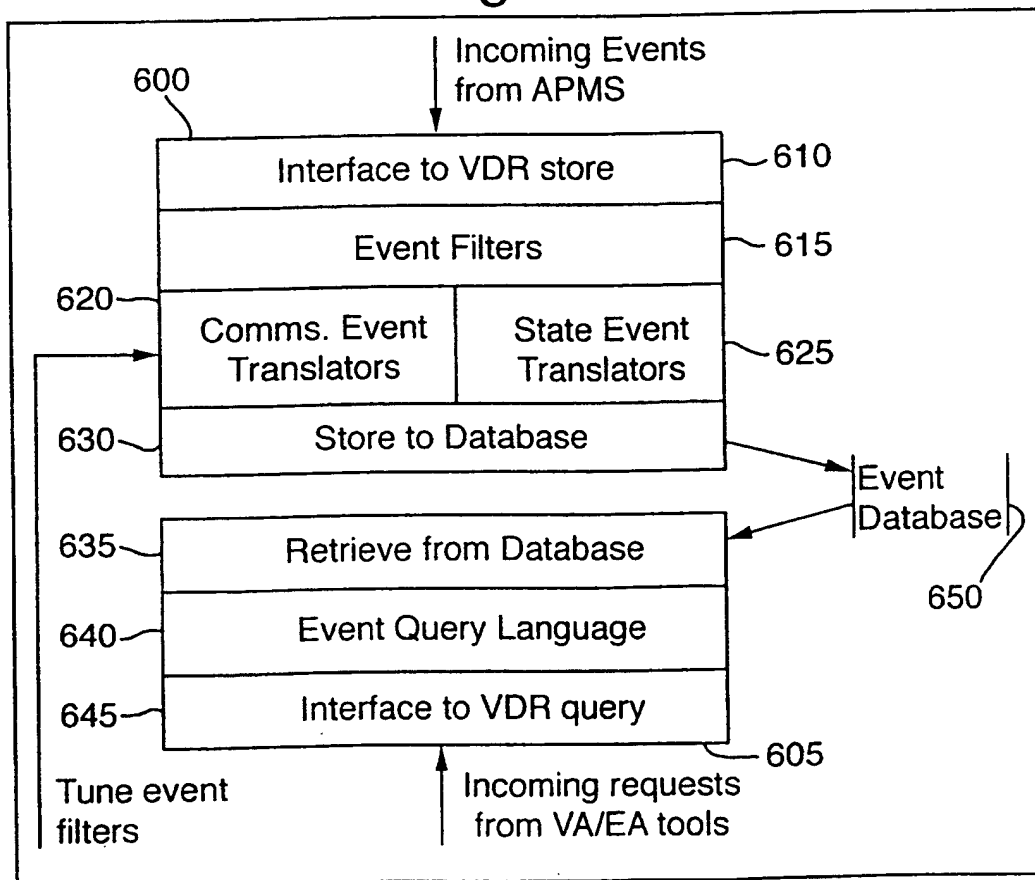 Incoming Events
from APMS
600
Interface to VDR store
610
Event Filters
615
620
Comms. Event
Translators
State Event
Translators
625
630
Store to Database
Event
Database
635
Retrieve from Database
650
640
Event Query Language
645
Interface to VDR query
605
Tune event
filters
Incoming requests
from VA/EA tools